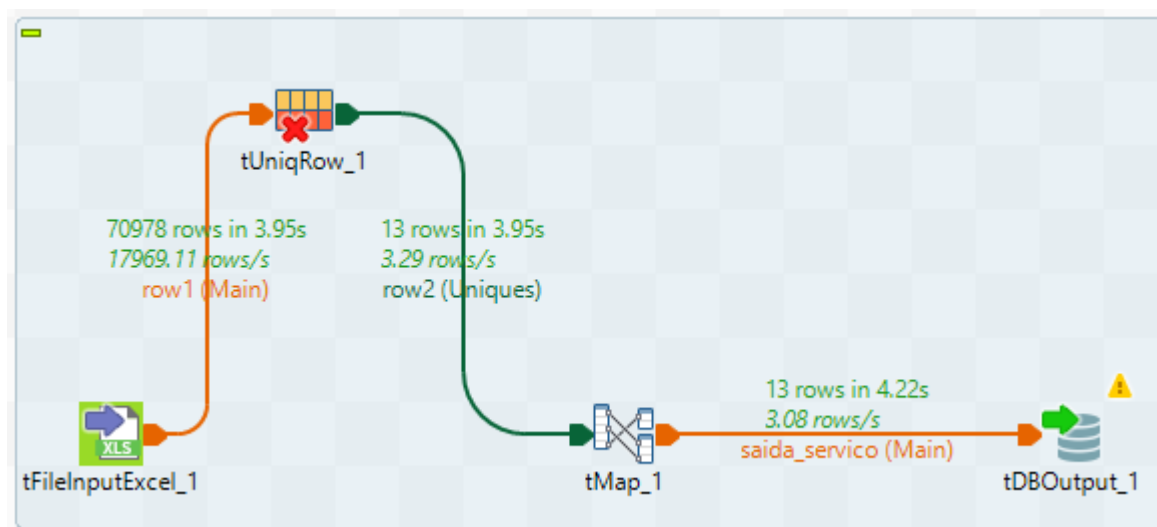 tUniqRow_1
70978 rows in 3.95s
17969.11 rows/s
row1 (Main)
13 rows in 3.95s
3.29 rows/s
row2 (Uniques)
XLS
tFileInputExcel_1
tMap_1
13 rows in 4.22s
3.08 rows/s
saida_servico (Main)
tDBOutput_1